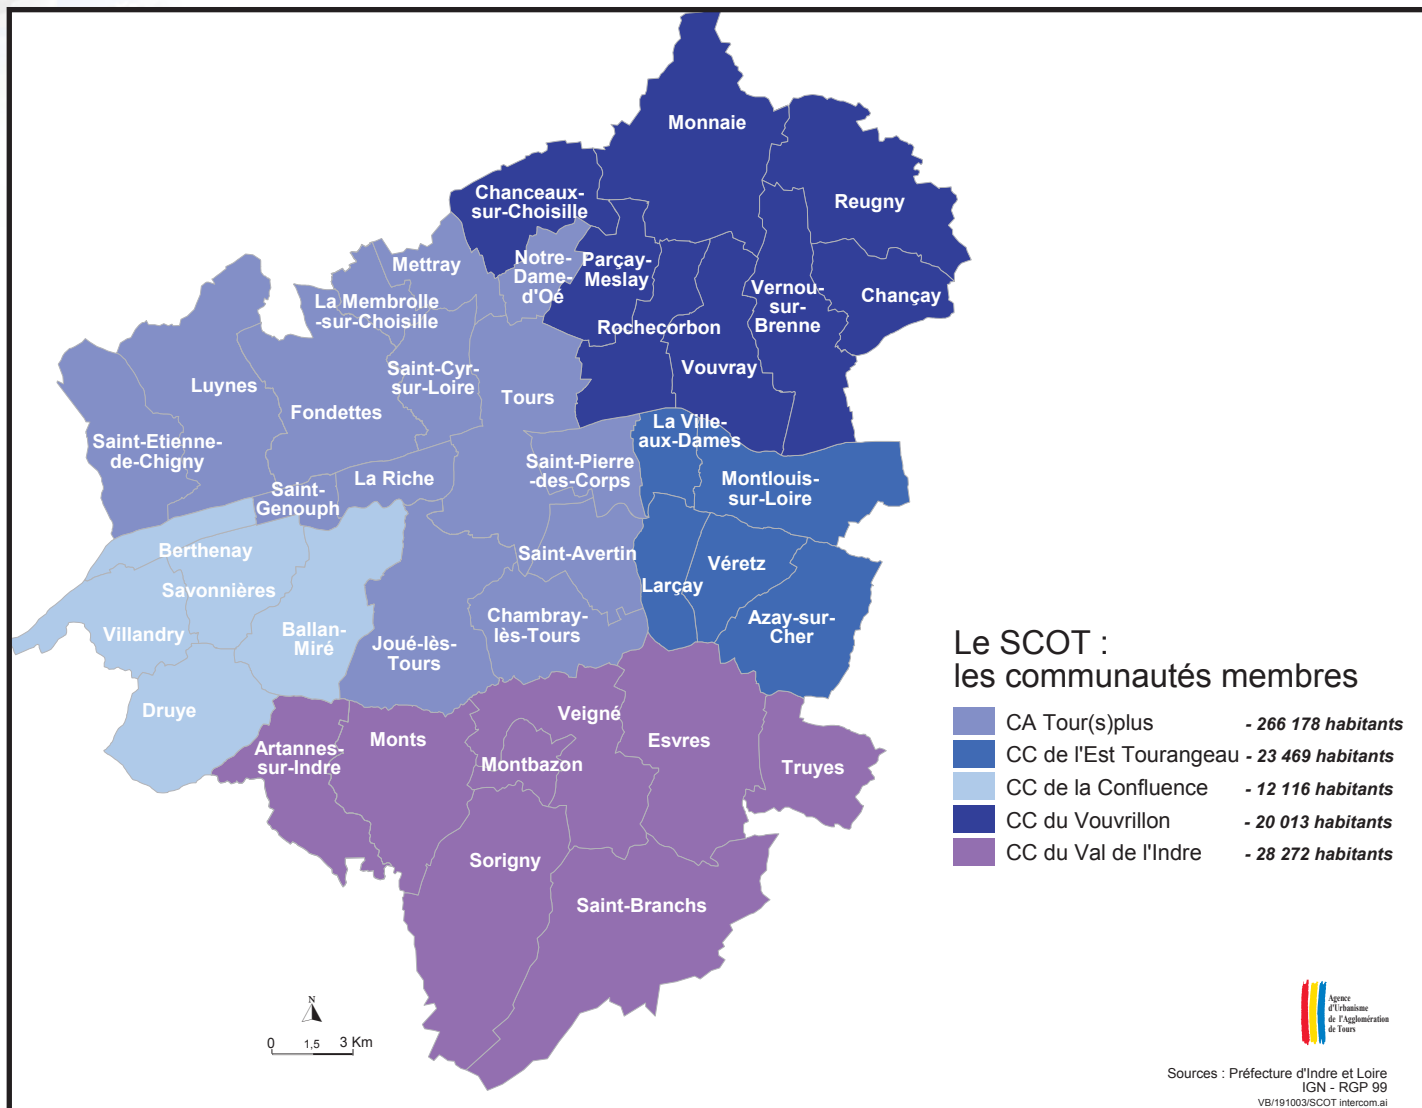 Monnaie
Reugny
Chanceaux-
sur-Choisille
Notre-
Dame-
d'Oé
Parçay-
Meslay
Mettray
La Membrolle
-sur-Choisille
Vernou-
sur-
Brenne
Chançay
Rochecorbon
Vouvray
Saint-Cyr-
sur-Loire
Tours
Luynes
Fondettes
Saint-Etienne-
de-Chigny
La Ville-
aux-Dames
Saint-Pierre
-des-Corps
La Riche
Saint-
Genouph
Montlouis-
sur-Loire
Berthenay
Savonnières
Villandry
Ballan-
Miré
Saint-Avertin
Larçay
Véretz
Azay-sur-
Cher
Chambray-
lès-Tours
Joué-lès-
Tours
Druye
Artannes-
sur-Indre
Monts
Veigné
Montbazon
Esvres
Truyes
Sorigny
Saint-Branchs
Le SCOT :
les communautés membres
CA Tour(s)plus - 266 178 habitants
CC de l'Est Tourangeau - 23 469 habitants
CC de la Confluence - 12 116 habitants
CC du Vouvrillon - 20 013 habitants
CC du Val de l'Indre - 28 272 habitants
N
0 1,5 3 Km
Agence
d'Urbanisme
de l'Agglomération
de Tours
Sources : Préfecture d'Indre et Loire
IGN - RGP 99
VB/191003/SCOT intercom.ai